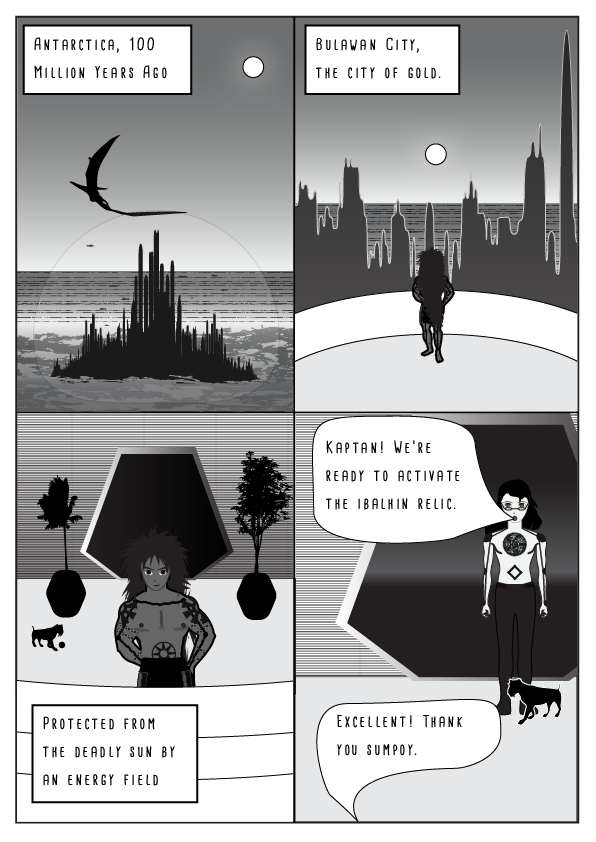 Antarctica, 100
Million Years Ago
Bulawan City,
the city of gold.
Protected from
the deadly sun by
an energy field
Kaptan! We're
ready to activate
the ibalhin relic.
Excellent! Thank
you sumpoy.